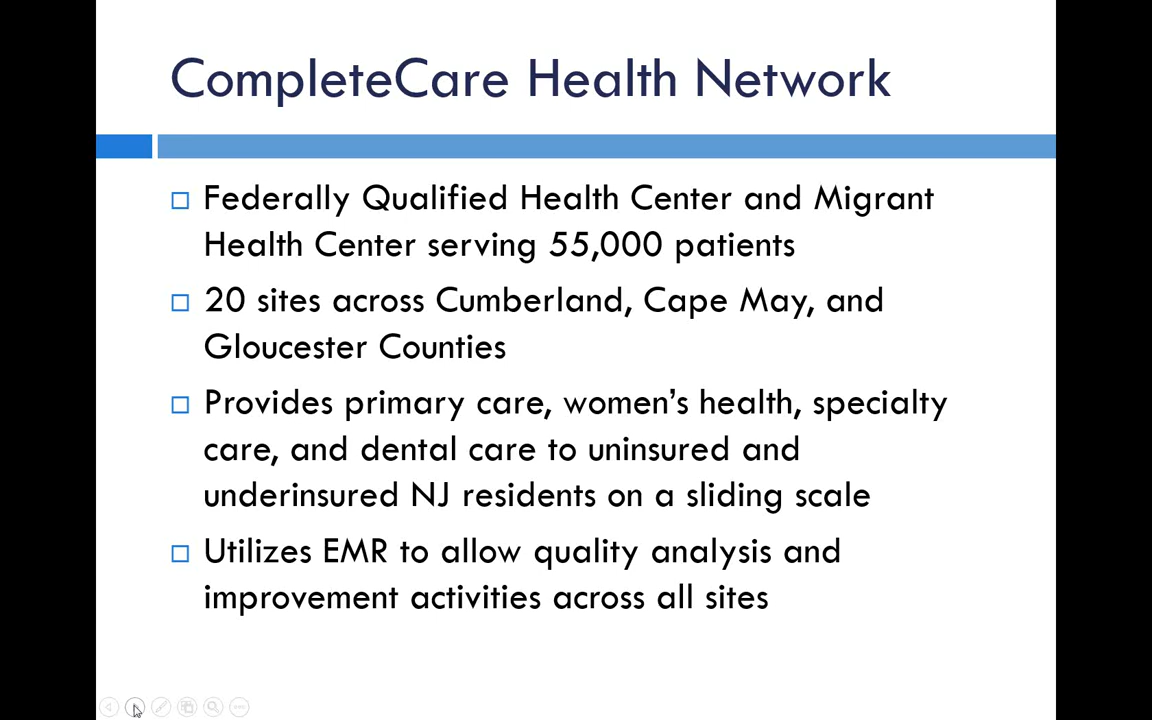 CompleteCare Health Network
Federally Qualified Health Center and Migrant
Health Center serving 55,000 patients
20 sites across Cumberland, Cape May, and
Gloucester Counties
Provides primary care, women’s health, specialty
care, and dental care to uninsured and
underinsured NJ residents on a sliding scale
Utilizes EMR to allow quality analysis and
improvement activities across all sites